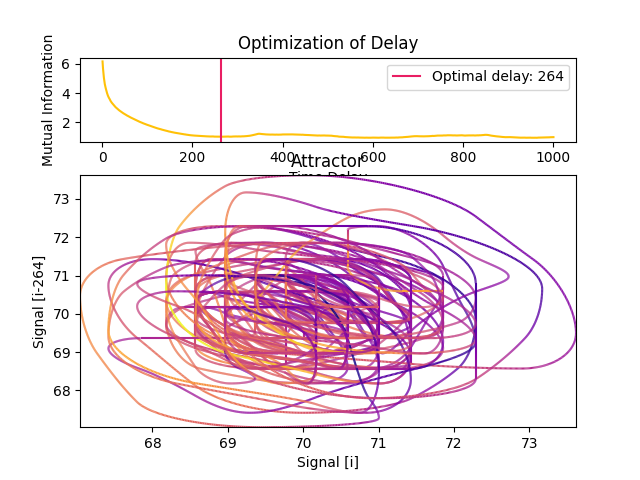 Optimization of Delay
Mutual Information
6
4
2
Optimal delay: 264
0 200 400 600 800 1000
Time Delay
Attractor
Signal [i-264]
73
72
71
70
69
68
68 69 70 71 72 73
Signal [i]